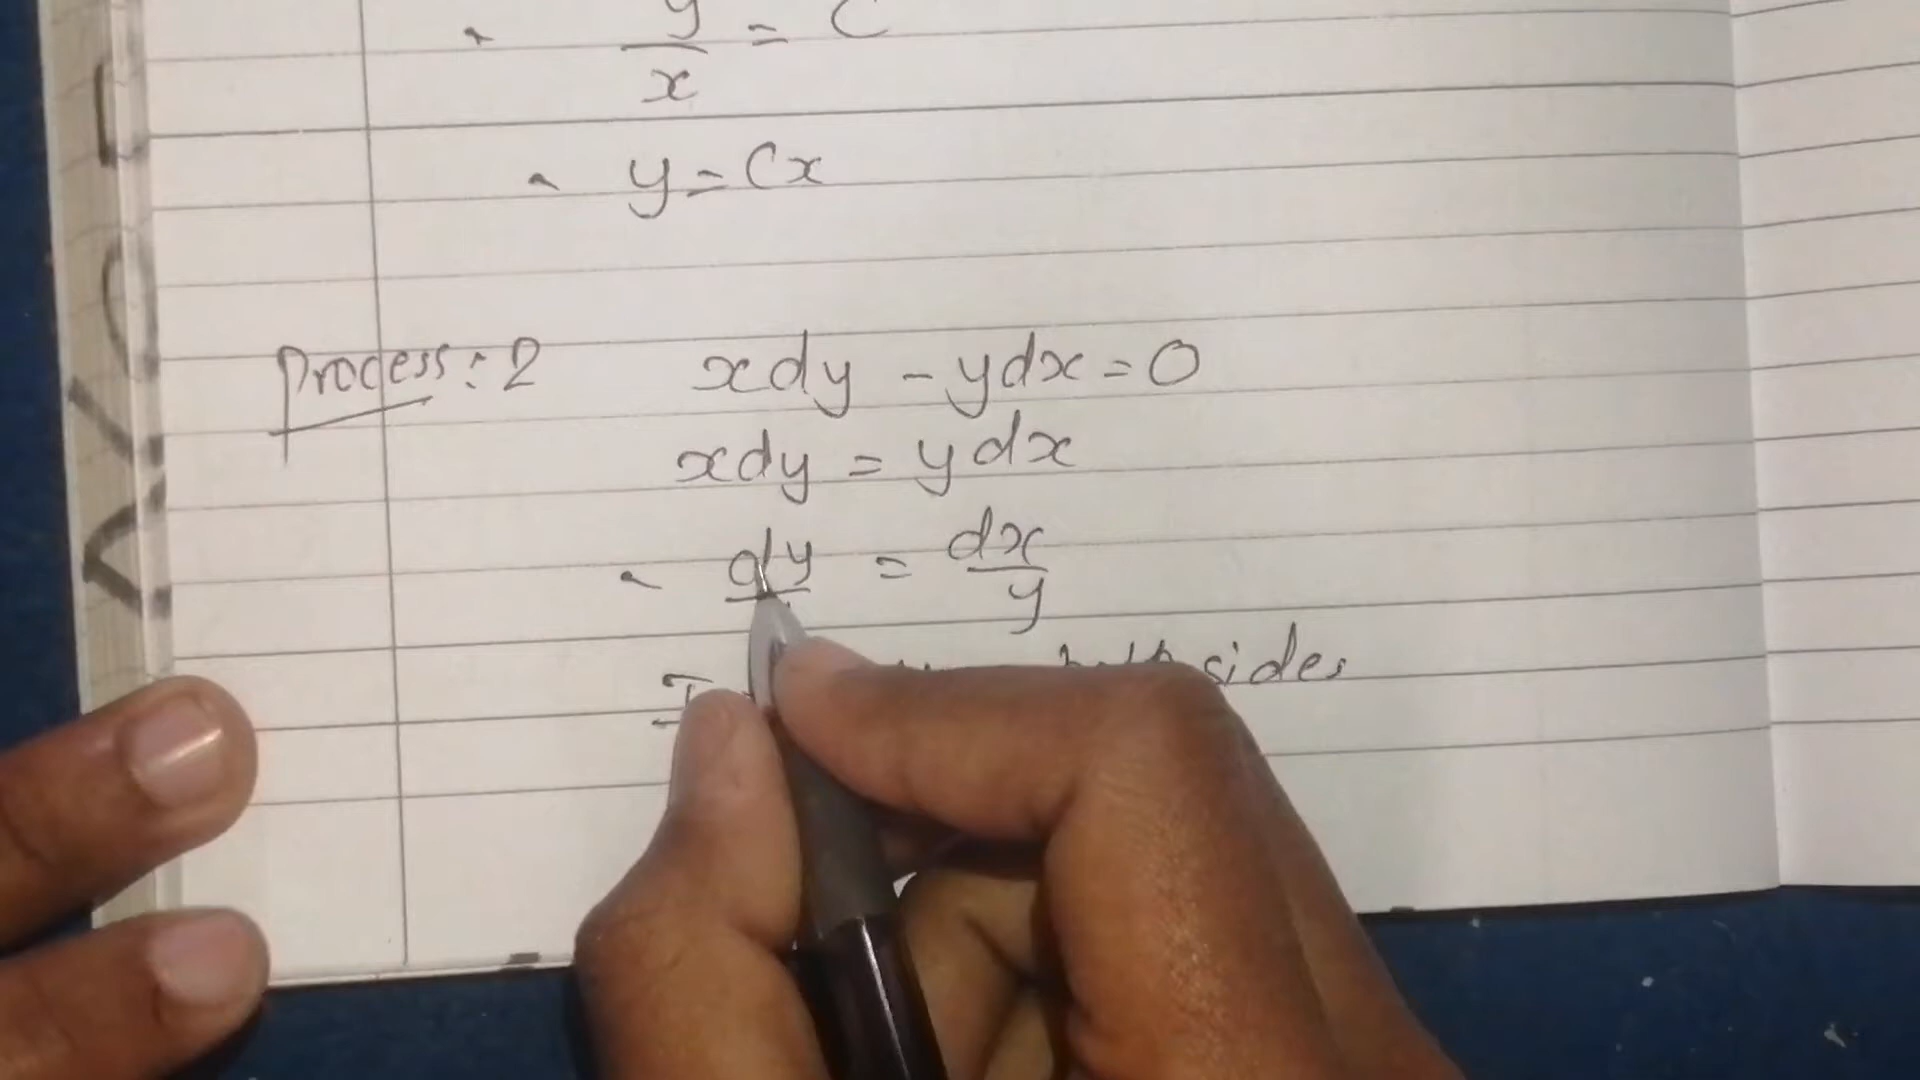 y/x = C
y = Cx
Process: 2 xdy - ydx = 0
xdy = ydx
dy = dx/y
sides